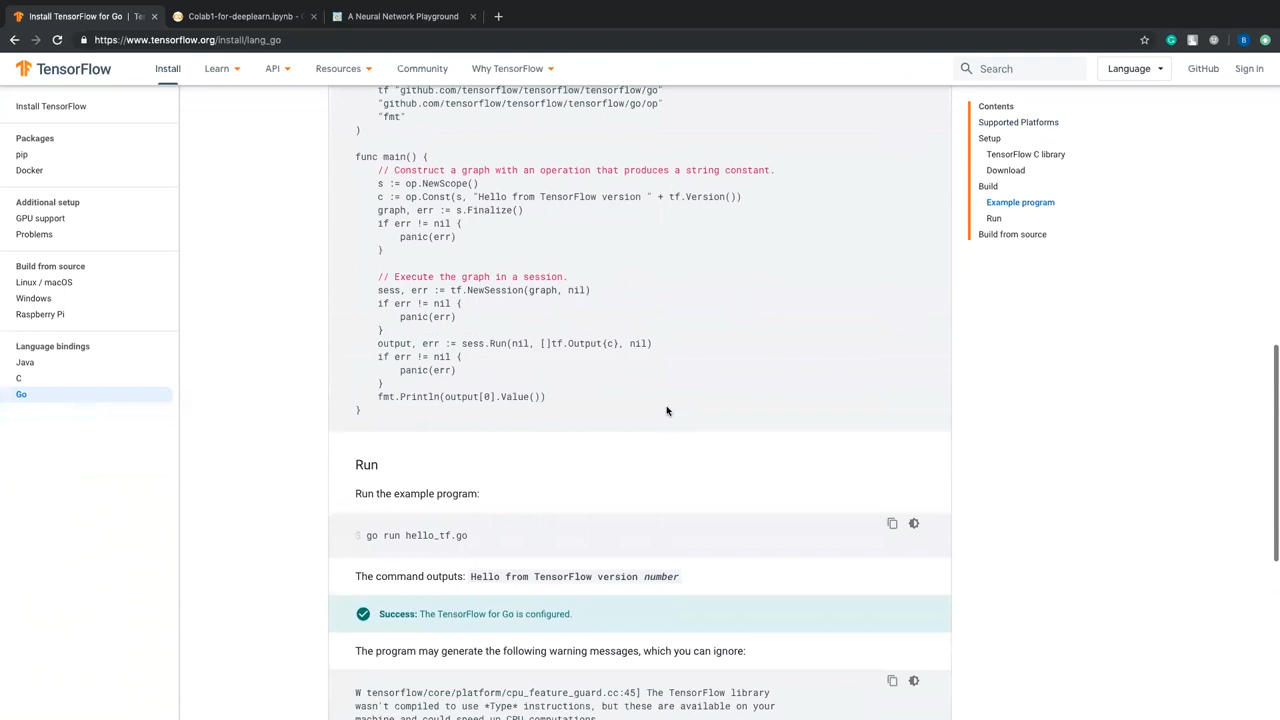 Install TensorFlow for Go | Te
Colab1-for-deeplearn.ipynb - C
A Neural Network Playground
https://www.tensorflow.org/install/lang_go
TensorFlow
Install
Learn
API
Resources
Community
Why TensorFlow
Search
Language
GitHub
Sign in
Install TensorFlow
Packages
pip
Docker
Additional setup
GPU support
Problems
Build from source
Linux / macOS
Windows
Raspberry Pi
Language bindings
Java
C
Go
tf "github.com/tensorflow/tensorflow/tensorflow/go"
"github.com/tensorflow/tensorflow/tensorflow/go/op"
"fmt"
)
func main() {
// Construct a graph with an operation that produces a string constant.
s := op.NewScope()
c := op.Const(s, "Hello from TensorFlow version " + tf.Version())
graph, err := s.Finalize()
if err != nil {
panic(err)
}
// Execute the graph in a session.
sess, err := tf.NewSession(graph, nil)
if err != nil {
panic(err)
}
output, err := sess.Run(nil, []tf.Output{c}, nil)
if err != nil {
panic(err)
}
fmt.Println(output[0].Value())
}
Run
Run the example program:
$ go run hello_tf.go
The command outputs: Hello from TensorFlow version number
Success: The TensorFlow for Go is configured.
The program may generate the following warning messages, which you can ignore:
W tensorflow/core/platform/cpu_feature_guard.cc:45] The TensorFlow library
wasn't compiled to use *Type* instructions, but these are available on your
machine and could speed up CPU computations.
Contents
Supported Platforms
Setup
TensorFlow C library
Download
Build
Example program
Run
Build from source